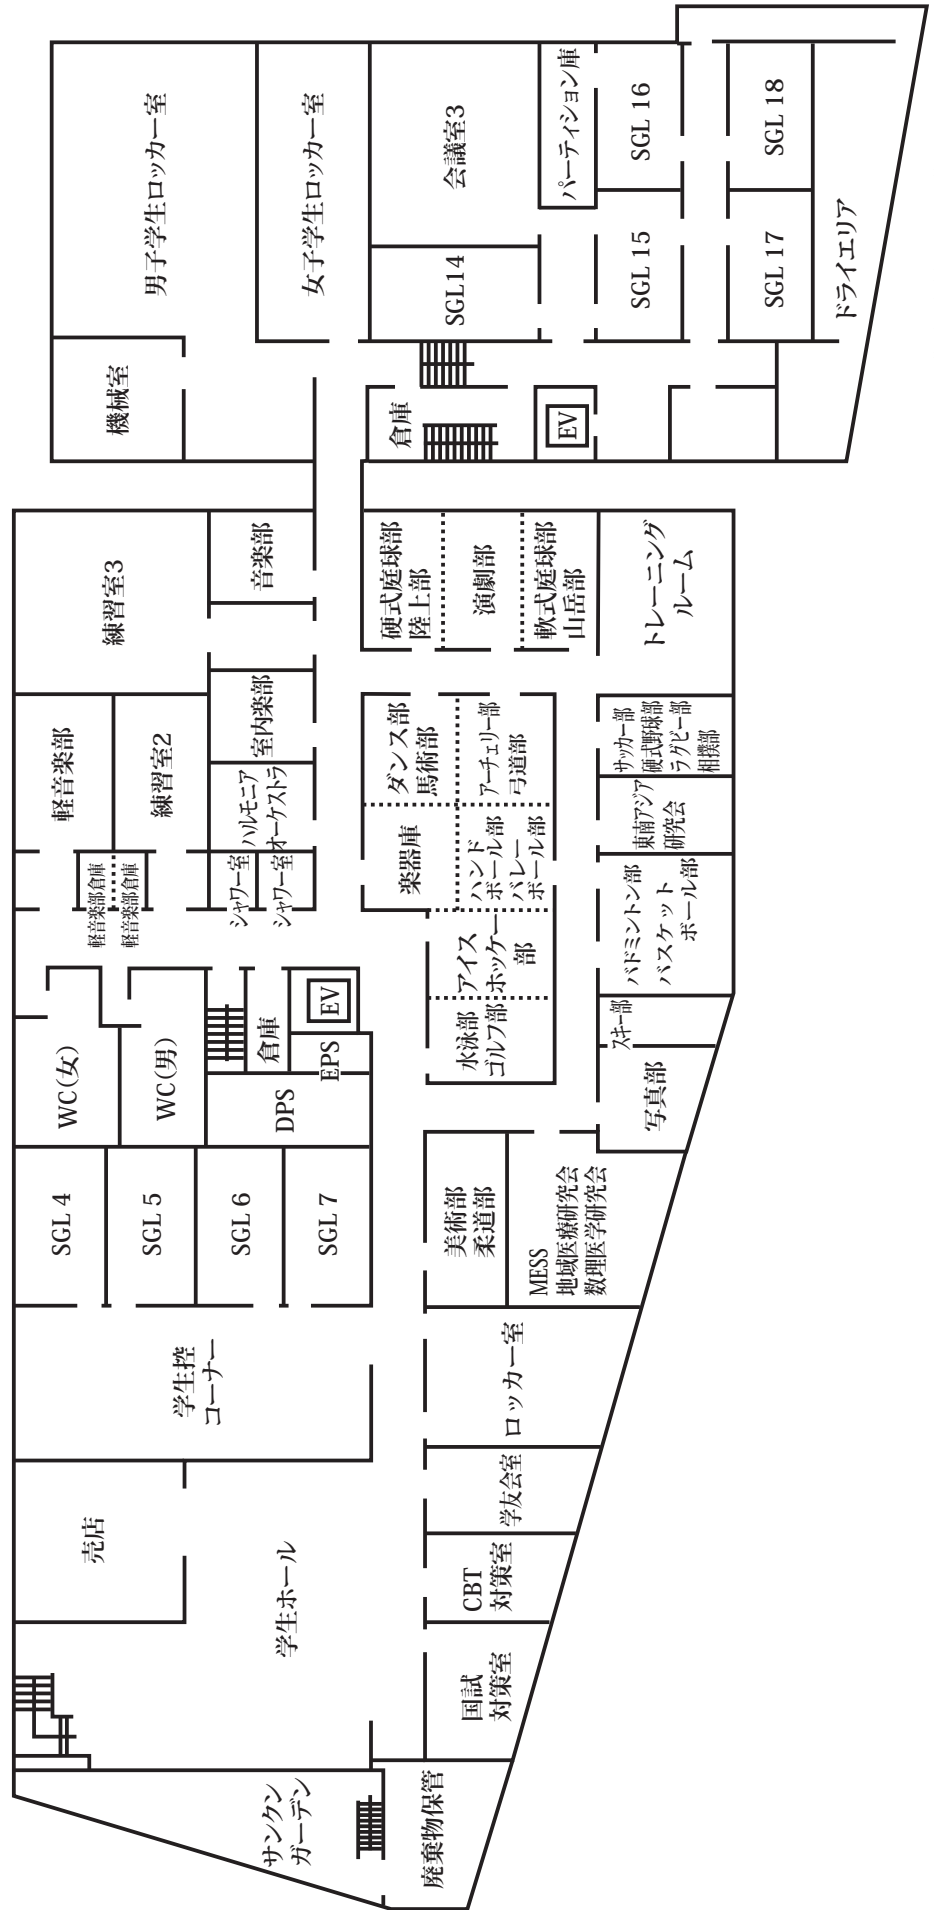 男子学生ロッカー室
女子学生ロッカー室
会議室3
パーティション庫
SGL 16
SGL 18
機械室
SGL14
SGL 15
SGL 17
ドライエリア
倉庫
EV
練習室3
音楽部
硬式庭球部
陸上部
演劇部
軟式庭球部
山岳部
トレーニング
ルーム
軽音楽部
練習室2
室内楽部
ハルモニア
オーケストラ
ダンス部
馬術部
アーチェリー部
弓道部
サッカー部
硬式野球部
ラグビー部
相撲部
東南アジア
研究会
軽音楽部倉庫
軽音楽部倉庫
シャワー室
シャワー室
楽器庫
ハンド
ボール部
バレー
ボール部
バドミントン部
バスケット
ボール部
アイス
ホッケー
部
水泳部
ゴルフ部
スキー部
写真部
WC(女)
WC(男)
倉庫
EV
EPS
DPS
SGL 4
SGL 5
SGL 6
SGL 7
美術部
柔道部
MESS
地域医療研究会
数理医学研究会
学生控
コーナー
ロッカー室
売店
学生ホール
学友会室
CBT
対策室
国試
対策室
サンクン
ガーデン
廃棄物保管